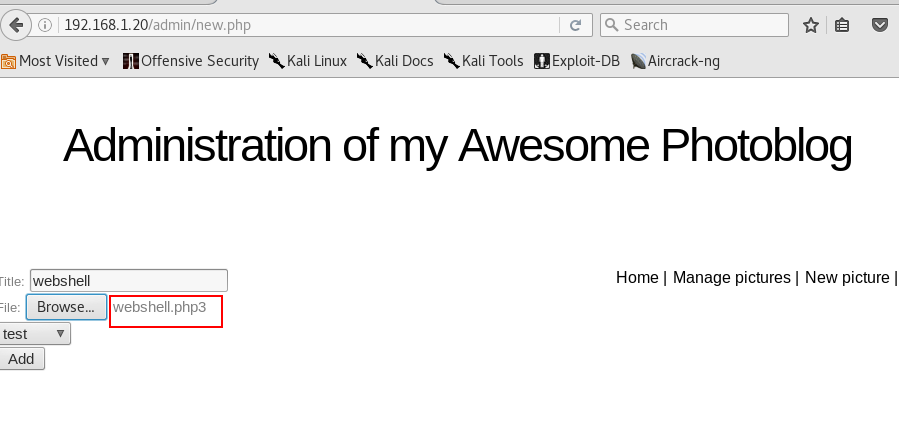 192.168.1.20/admin/new.php Search
Most Visited Offensive Security Kali Linux Kali Docs Kali Tools Exploit-DB Aircrack-ng
Administration of my Awesome Photoblog
Home | Manage pictures | New picture |
Title: webshell
File: Browse... webshell.php3
test
Add